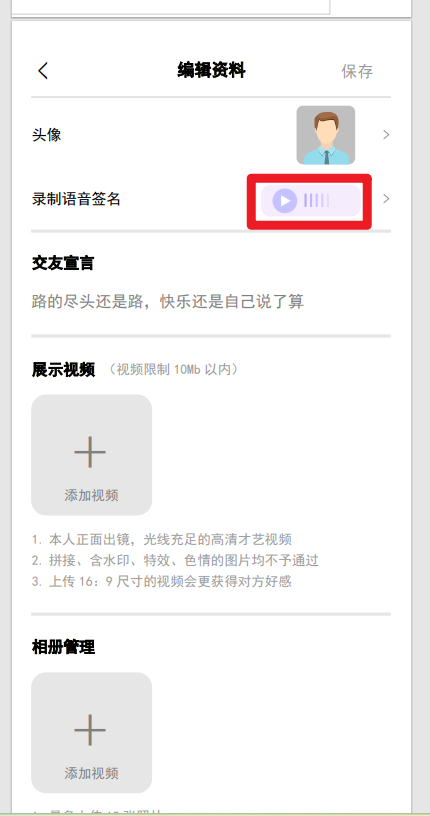 编辑资料
保存
头像
录制语音签名
交友宣言
路的尽头还是路，快乐还是自己说了算
展示视频 （视频限制 10Mb 以内）
添加视频
1. 本人正面出镜，光线充足的高清才艺视频
2. 拼接、含水印、特效、色情的图片均不予通过
3. 上传 16：9 尺寸的视频会更获得对方好感
相册管理
添加视频